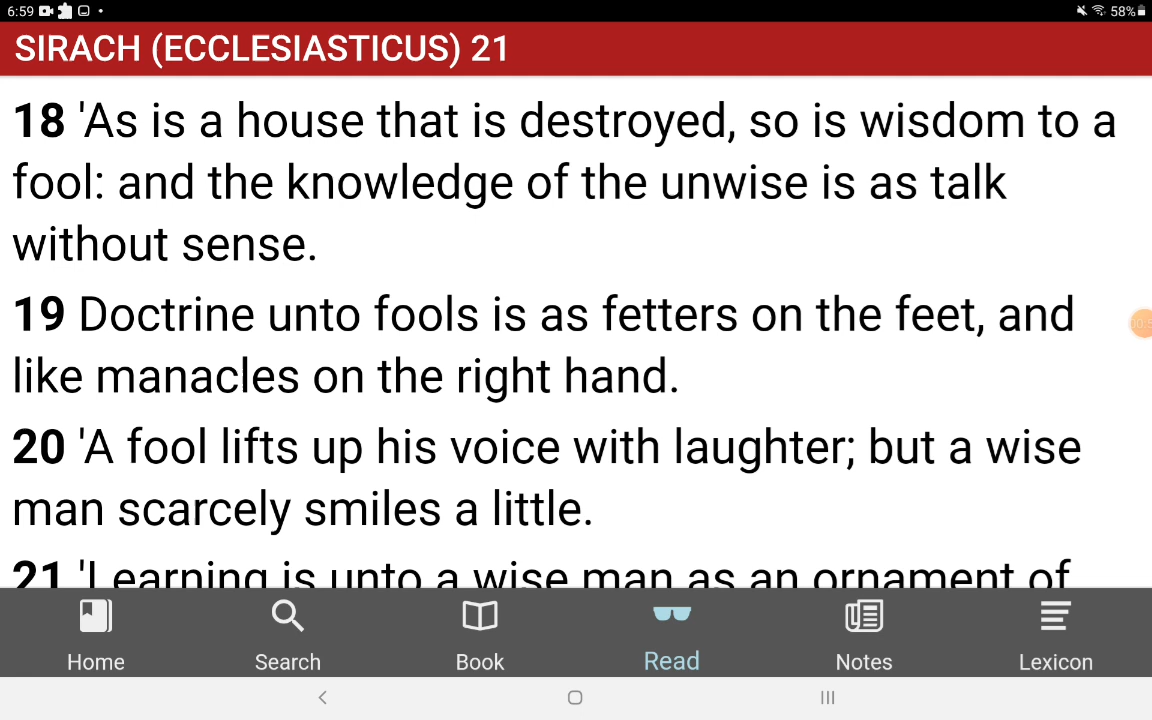 6:59
58%
SIRACH (ECCLESIASTICUS) 21
18 'As is a house that is destroyed, so is wisdom to a
fool: and the knowledge of the unwise is as talk
without sense.
19 Doctrine unto fools is as fetters on the feet, and
like manacles on the right hand.
20 'A fool lifts up his voice with laughter; but a wise
man scarcely smiles a little.
21 'Learning is unto a wise man as an ornament of
Home Search Book Read Notes Lexicon